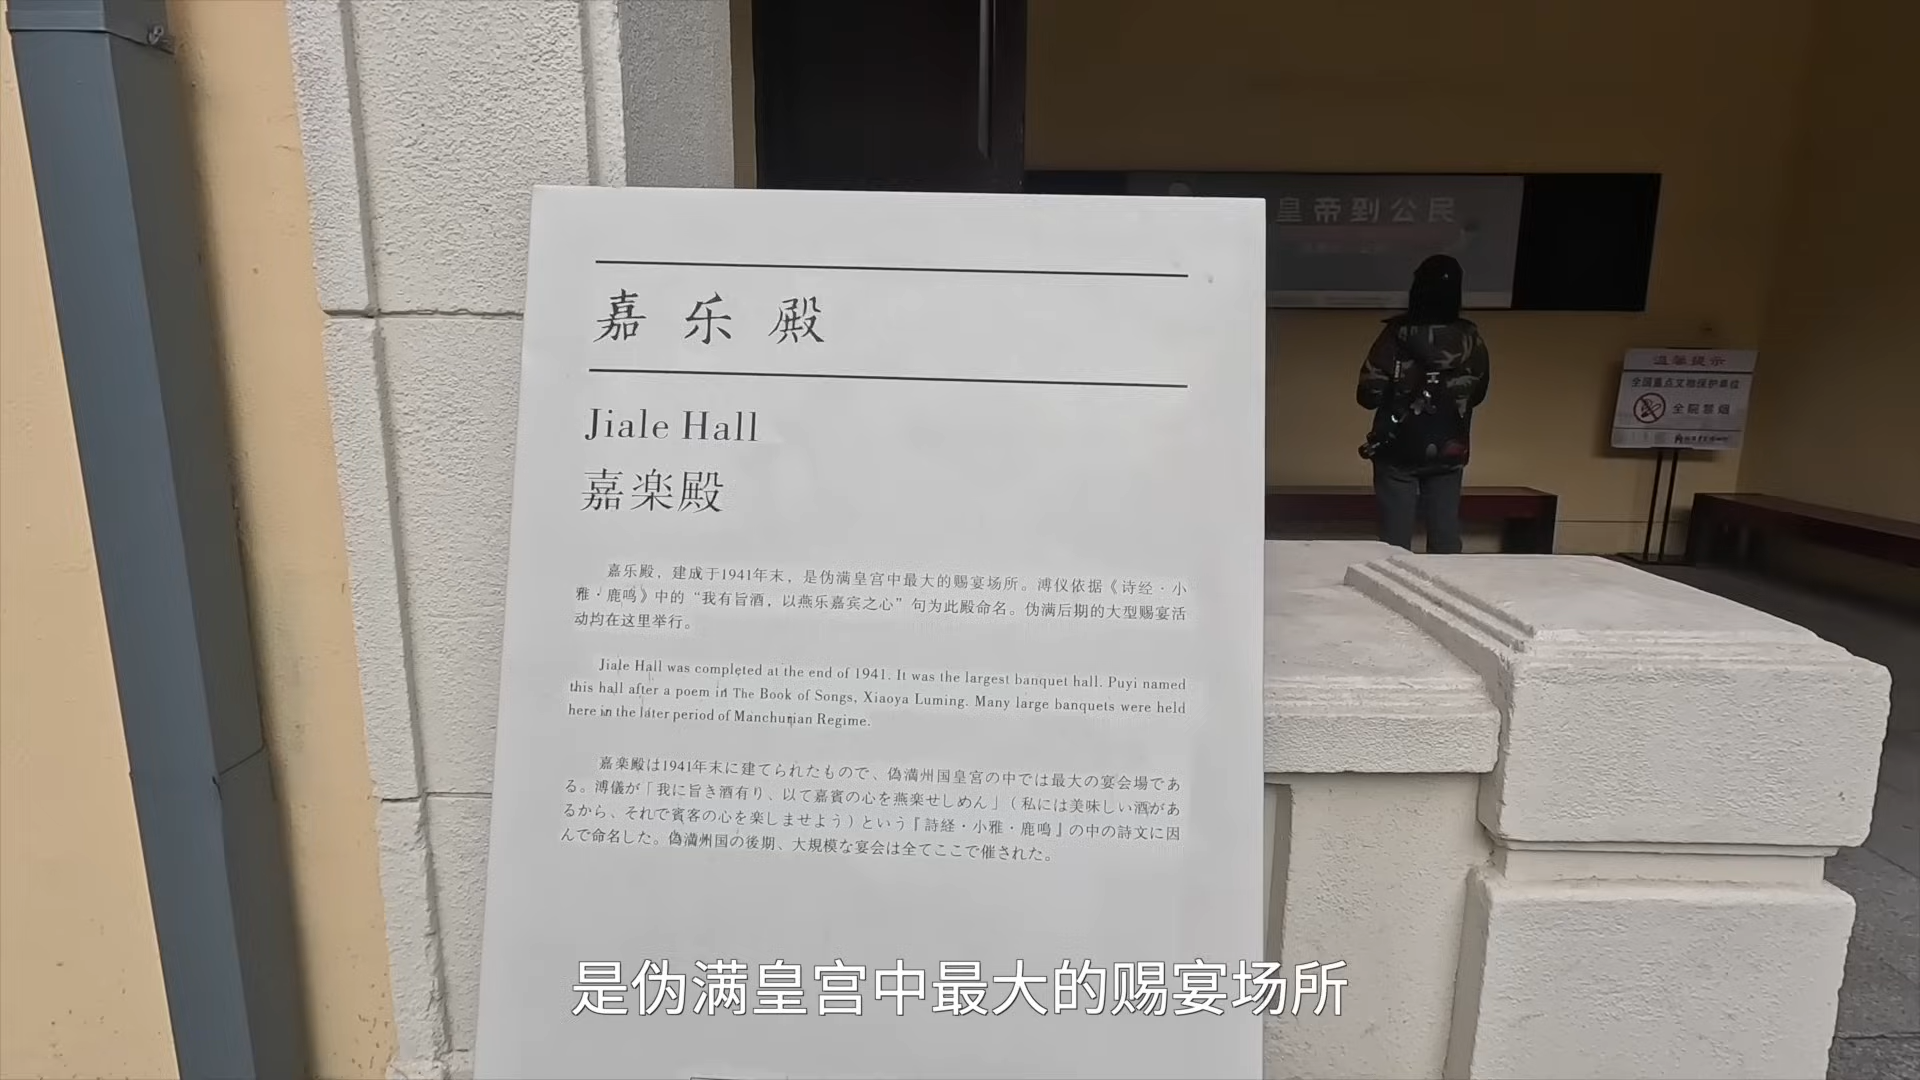 嘉乐殿
Jiale Hall
嘉楽殿
嘉乐殿，建成于1941年末，是伪满皇宫中最大的赐宴场所。溥仪依据《诗经·小
雅·鹿鸣》中的“我有旨酒，以燕乐嘉宾之心”句为此殿命名。伪满后期的大型赐宴活
动均在这里举行。
Jiale Hall was completed at the end of 1941. It was the largest banquet hall. Puyi named
this hall after a poem in The Book of Songs, Xiaoya Luming. Many large banquets were held
here in the later period of Manchurian Regime.
嘉楽殿は1941年末に建てられたもので、偽満州国皇宮の中では最大の宴会場であ
る。溥儀が「我に旨き酒有り、以て嘉賓の心を燕楽せしめん」（私には美味しい酒があ
るから、それで賓客の心を楽しませよう）という『詩経・小雅・鹿鳴』の中の詩文に因
んで命名した。偽満州国の後期、大規模な宴会は全てここで催された。
皇帝到公民
温馨提示
全国重点文物保护单位
全院禁烟
是伪满皇宫中最大的赐宴场所